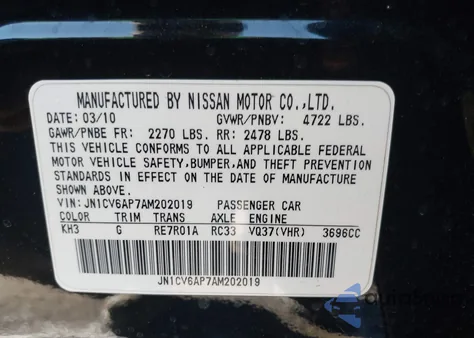 MANUFACTURED BY NISSAN MOTOR CO.,LTD.
DATE: 03/10 GVWR/PNBV: 4722 LBS.
GAWR/PNBE FR: 2270 LBS. RR: 2478 LBS.
THIS VEHICLE CONFORMS TO ALL APPLICABLE FEDERAL
MOTOR VEHICLE SAFETY,BUMPER,AND THEFT PREVENTION
STANDARDS IN EFFECT ON THE DATE OF MANUFACTURE
SHOWN ABOVE.
VIN: JN1CV6AP7AM202019 PASSENGER CAR
COLOR TRIM TRANS AXLE ENGINE
KH3 G RE7R01A RC33 VQ37(VHR) 3696CC
JN1CV6AP7AM202019